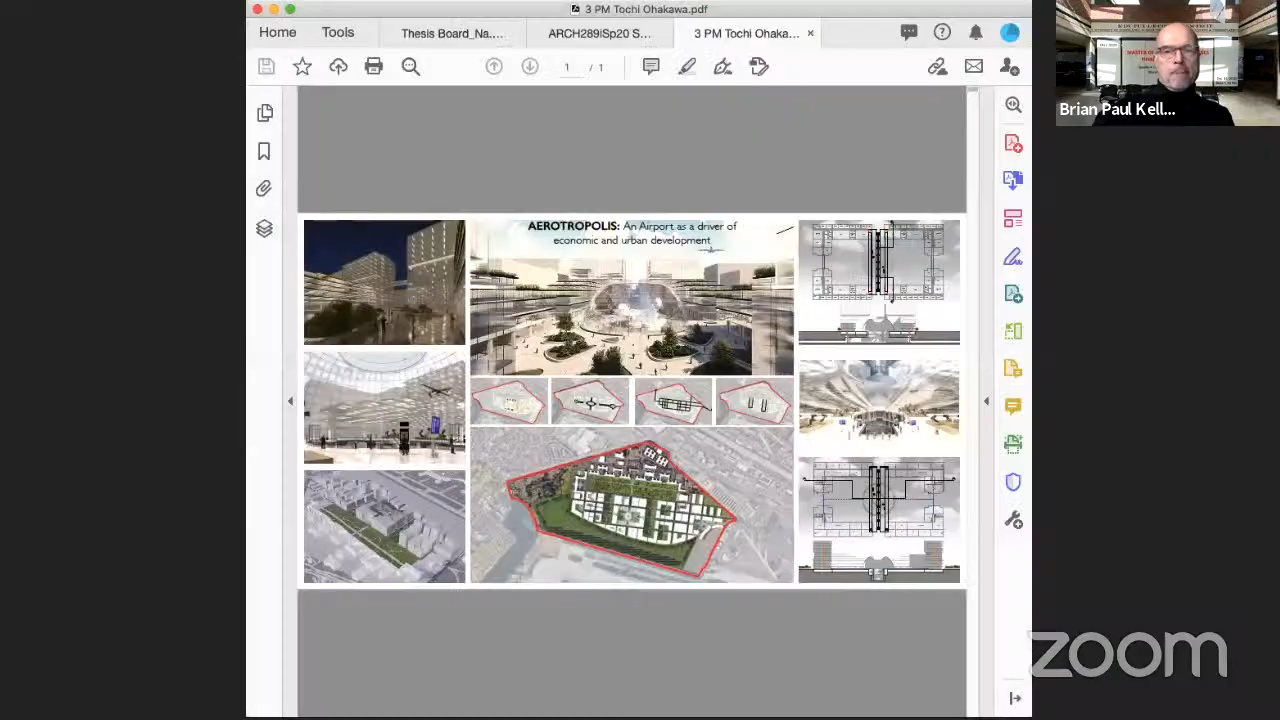 3 PM Tochi Ohakawa.pdf
Home
Tools
Thesis Board_Na....
ARCH289iSp20 S...
3 PM Tochi Ohaka...
×
1 / 1
AEROTROPOLIS: An Airport as a driver of
economic and urban development
Brian Paul Kell...
zoom